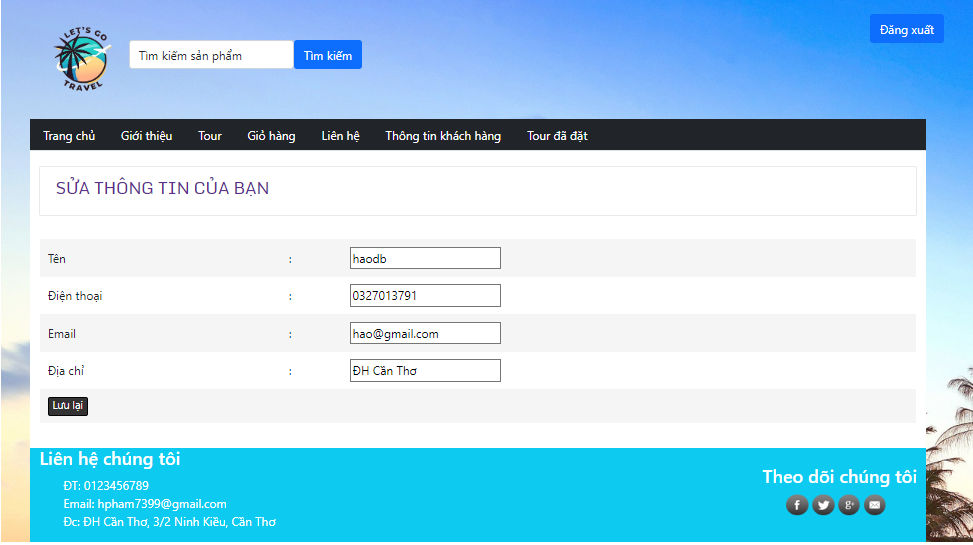 Đăng xuất
LET'S GO
TRAVEL
Tìm kiếm sản phẩm Tìm kiếm
Trang chủ Giới thiệu Tour Giỏ hàng Liên hệ Thông tin khách hàng Tour đã đặt
SỬA THÔNG TIN CỦA BẠN
Tên : haodb
Điện thoại : 0327013791
Email : hao@gmail.com
Địa chỉ : ĐH Cần Thơ
Lưu lại
Liên hệ chúng tôi
ĐT: 0123456789
Email: hpham7399@gmail.com
Đc: ĐH Cần Thơ, 3/2 Ninh Kiều, Cần Thơ
Theo dõi chúng tôi